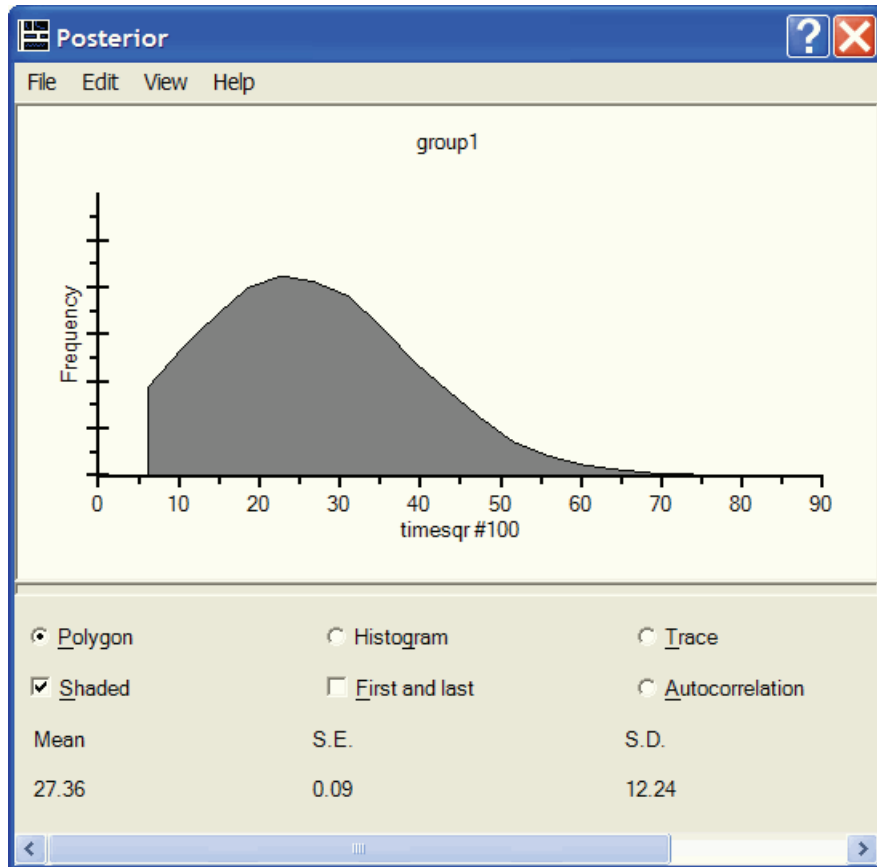 Posterior
File Edit View Help
group1
Frequency
0 10 20 30 40 50 60 70 80 90
timesqr #100
Polygon Histogram Trace
Shaded First and last Autocorrelation
Mean S.E. S.D.
27.36 0.09 12.24